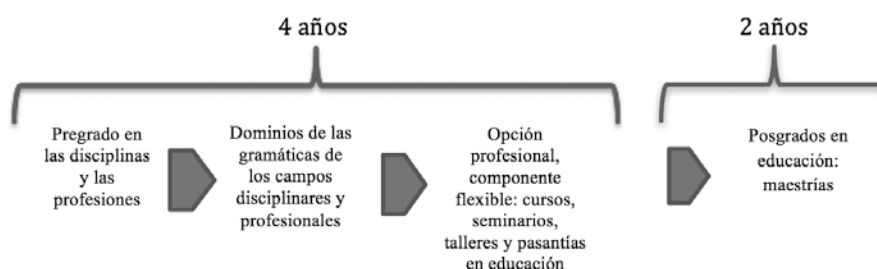 4 años
2 años
Pregrado en
las disciplinas
y las
profesiones
Dominios de las
gramáticas de
los campos
disciplinares y
profesionales
Opción
profesional,
componente
flexible: cursos,
seminarios,
talleres y pasantías
en educación
Posgrados en
educación:
maestrías